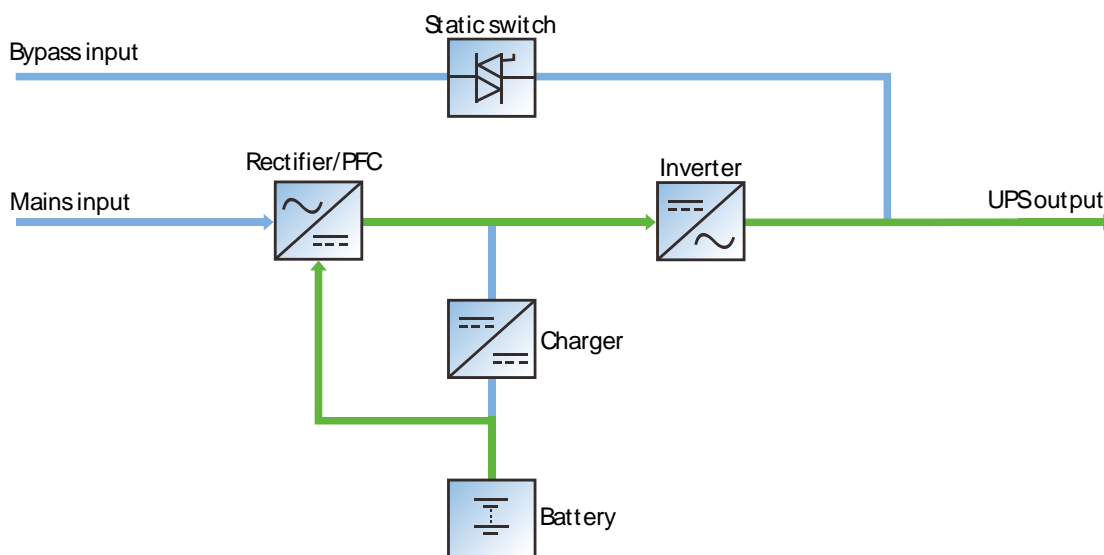 Static switch
Bypass input
Rectifier/PFC
Inverter
Mains input
UPS output
Charger
Battery